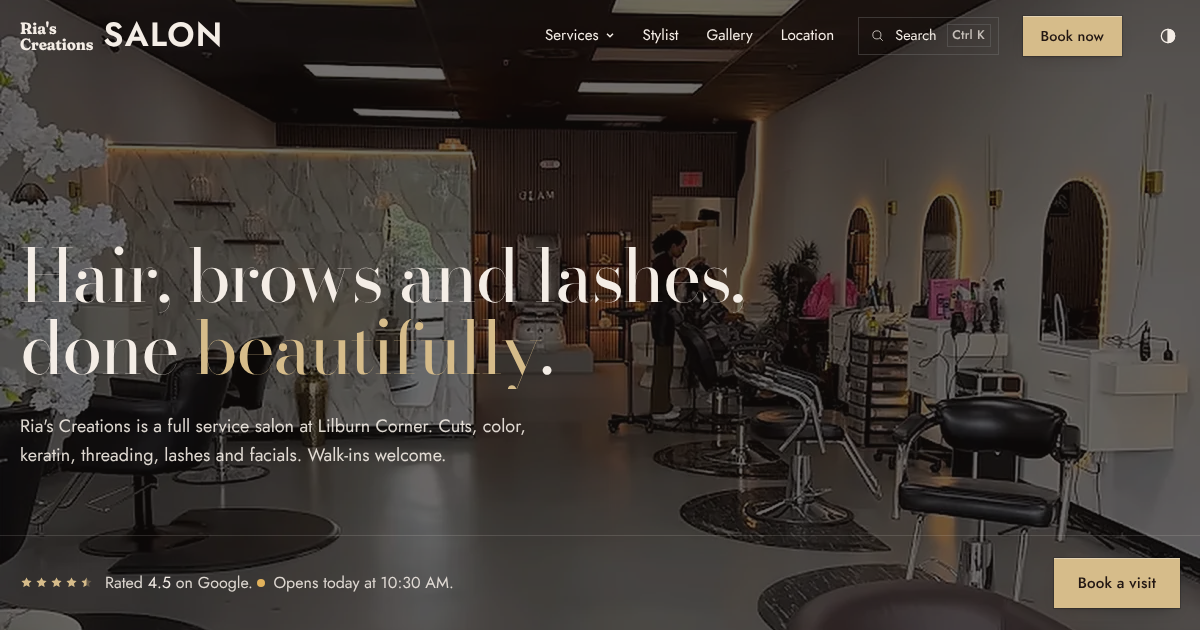 Ria's
Creations
SALON
Services
Stylist
Gallery
Location
Search
Ctrl K
Book now
GLAM
Hair, brows and lashes.
done beautifully.
Ria's Creations is a full service salon at Lilburn Corner. Cuts, color,
keratin, threading, lashes and facials. Walk-ins welcome.
Rated 4.5 on Google.
Opens today at 10:30 AM.
Book a visit